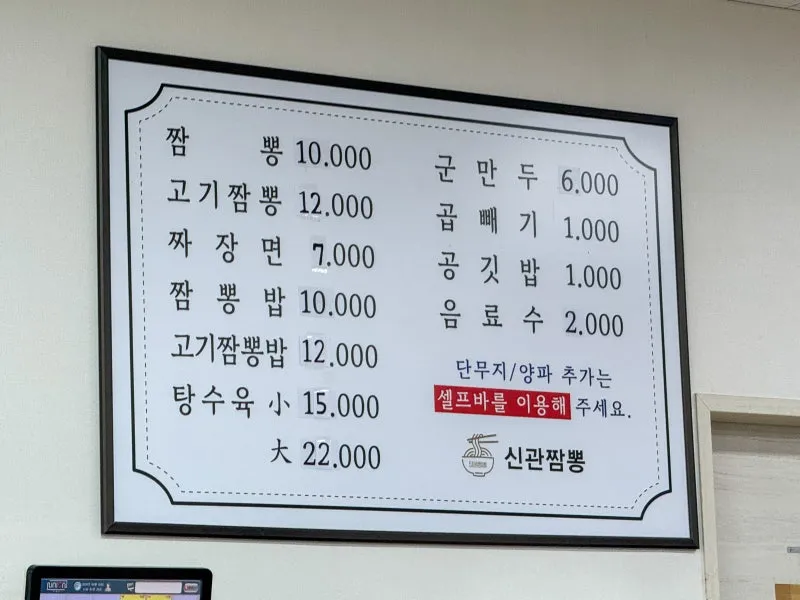 짬 뽕 10.000
고기짬뽕 12.000
짜 장 면 7.000
짬 뽕 밥 10.000
고기짬뽕밥 12.000
탕수육 小 15.000
大 22.000
군 만 두 6.000
곱 빼 기 1.000
공 깃 밥 1.000
음 료 수 2.000
단무지/양파 추가는
셀프바를 이용해 주세요.
신관짬뽕